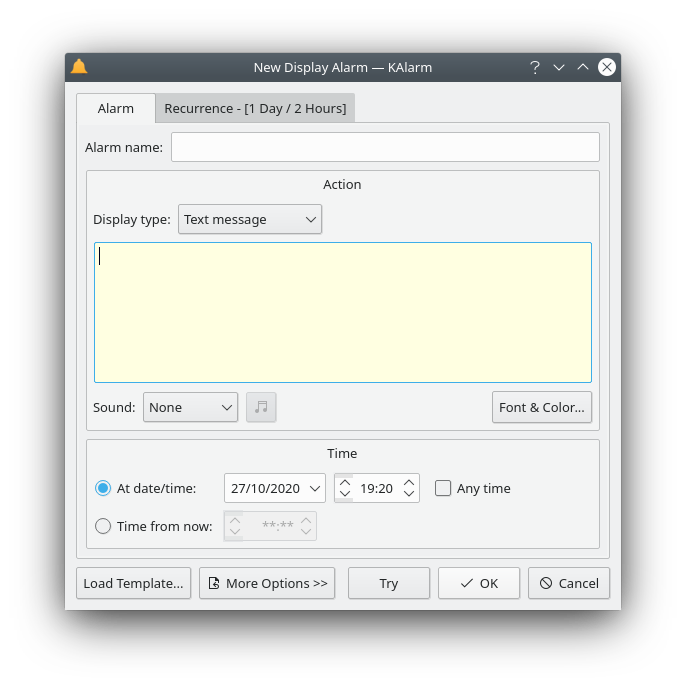 New Display Alarm — KAlarm
Alarm
Recurrence - [1 Day / 2 Hours]
Alarm name:
Action
Display type: Text message
Sound: None
Font & Color...
Time
At date/time: 27/10/2020 19:20 Any time
Time from now: **:**
Load Template... More Options >> Try OK Cancel